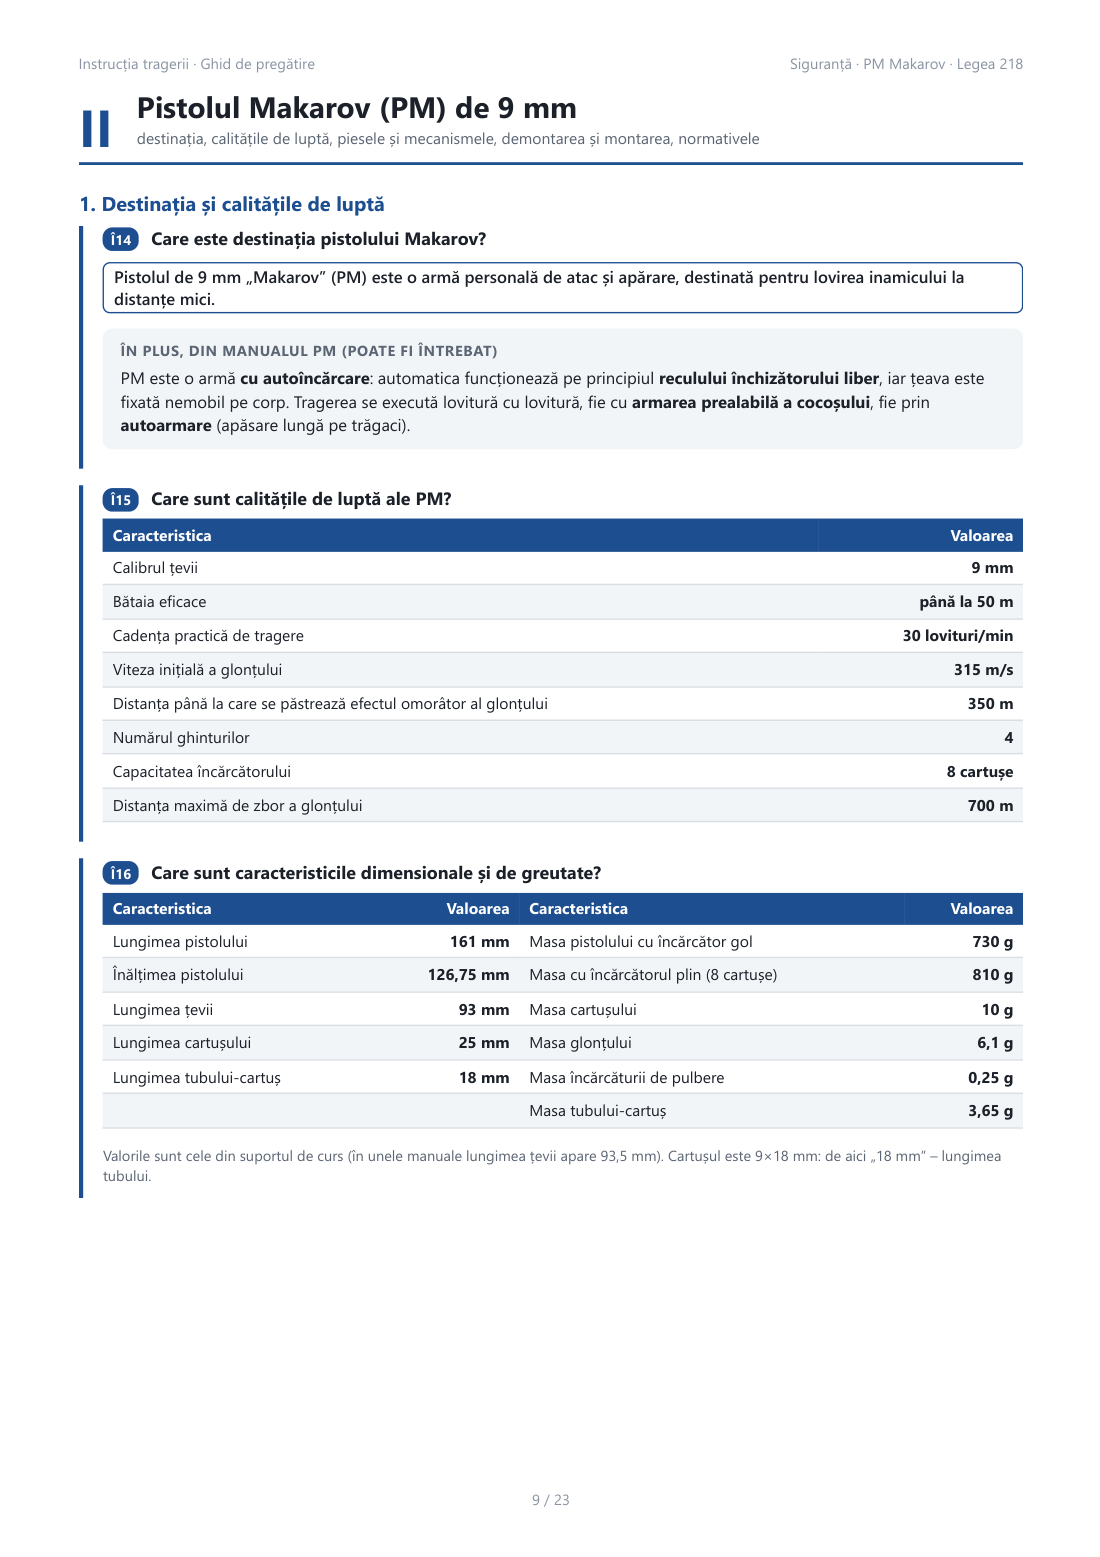 Instrucția tragerii · Ghid de pregătire
Siguranță · PM Makarov · Legea 218
II
Pistolul Makarov (PM) de 9 mm
destinația, calitățile de luptă, piesele și mecanismele, demontarea și montarea, normativele
1. Destinația și calitățile de luptă
Î14 Care este destinația pistolului Makarov?
Pistolul de 9 mm „Makarov” (PM) este o armă personală de atac și apărare, destinată pentru lovirea inamicului la
distanțe mici.
ÎN PLUS, DIN MANUALUL PM (POATE FI ÎNTREBAT)
PM este o armă cu autoîncărcare: automatica funcționează pe principiul reculului închizătorului liber, iar țeava este
fixată nemobil pe corp. Tragerea se execută lovitură cu lovitură, fie cu armarea prealabilă a cocoșului, fie prin
autoarmare (apăsare lungă pe trăgaci).
Î15 Care sunt calitățile de luptă ale PM?
Caracteristica Valoarea
Calibrul țevii 9 mm
Bătaia eficace până la 50 m
Cadența practică de tragere 30 lovituri/min
Viteza inițială a glonțului 315 m/s
Distanța până la care se păstrează efectul omorâtor al glonțului 350 m
Numărul ghinturilor 4
Capacitatea încărcătorului 8 cartușe
Distanța maximă de zbor a glonțului 700 m
Î16 Care sunt caracteristicile dimensionale și de greutate?
Caracteristica Valoarea Caracteristica Valoarea
Lungimea pistolului 161 mm Masa pistolului cu încărcător gol 730 g
Înălțimea pistolului 126,75 mm Masa cu încărcătorul plin (8 cartușe) 810 g
Lungimea țevii 93 mm Masa cartușului 10 g
Lungimea cartușului 25 mm Masa glonțului 6,1 g
Lungimea tubului-cartuș 18 mm Masa încărcăturii de pulbere 0,25 g
Masa tubului-cartuș 3,65 g
Valorile sunt cele din suportul de curs (în unele manuale lungimea țevii apare 93,5 mm). Cartușul este 9×18 mm: de aici „18 mm” – lungimea
tubului.
9 / 23